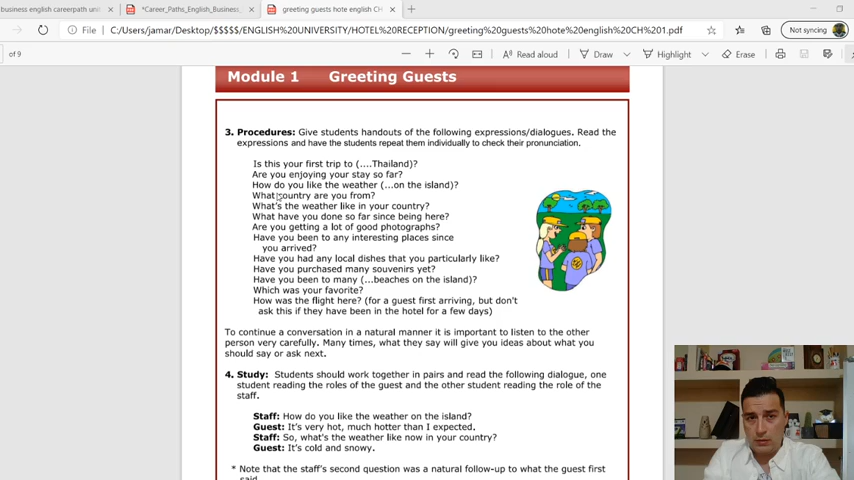 business english careerpath uni
*Career_Paths_English_Business_
greeting guests hote english CH
File
C:/Users/jamar/Desktop/$$$$$/ENGLISH%20UNIVERSITY/HOTEL%20RECEPTION/greeting%20guests%20hote%20english%20CH%201.pdf
Not syncing
of 9
Read aloud
Draw
Highlight
Erase
Module 1 Greeting Guests
3. Procedures: Give students handouts of the following expressions/dialogues. Read the
expressions and have the students repeat them individually to check their pronunciation.
Is this your first trip to (....Thailand)?
Are you enjoying your stay so far?
How do you like the weather (...on the island)?
What country are you from?
What's the weather like in your country?
What have you done so far since being here?
Are you getting a lot of good photographs?
Have you been to any interesting places since
you arrived?
Have you had any local dishes that you particularly like?
Have you purchased many souvenirs yet?
Have you been to many (...beaches on the island)?
Which was your favorite?
How was the flight here? (for a guest first arriving, but don't
ask this if they have been in the hotel for a few days)
To continue a conversation in a natural manner it is important to listen to the other
person very carefully. Many times, what they say will give you ideas about what you
should say or ask next.
4. Study: Students should work together in pairs and read the following dialogue, one
student reading the roles of the guest and the other student reading the role of the
staff.
Staff: How do you like the weather on the island?
Guest: It's very hot, much hotter than I expected.
Staff: So, what's the weather like now in your country?
Guest: It's cold and snowy.
* Note that the staff's second question was a natural follow-up to what the guest first
said.